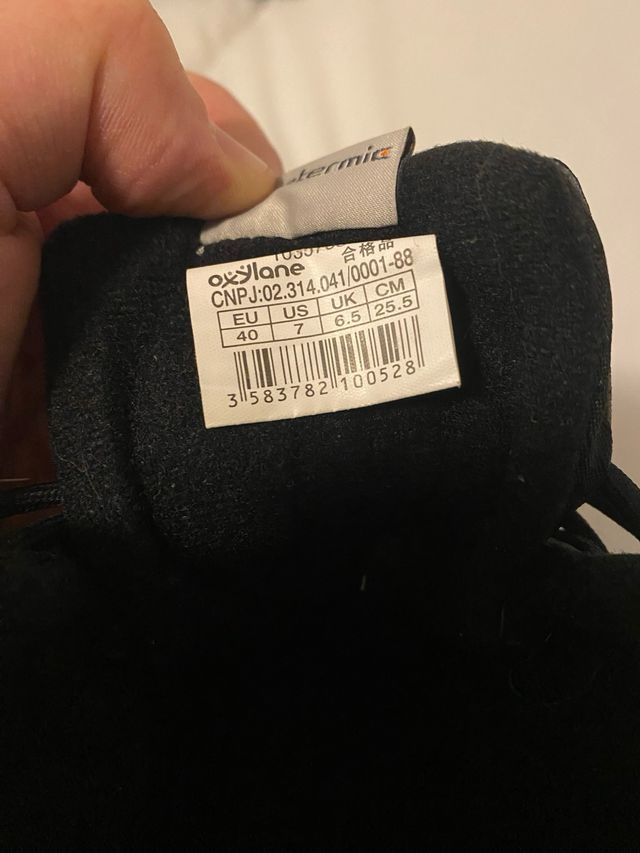 oxylane 合格品
CNPJ:02.314.041/0001-88
EU US UK CM
40 7 6.5 25.5
3 583782 100528